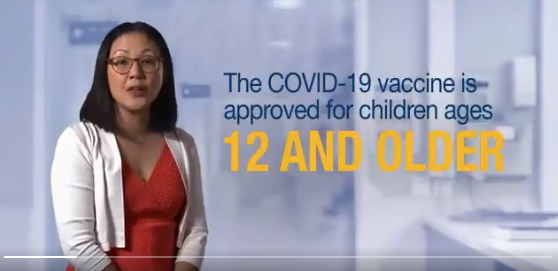 The COVID-19 vaccine is
approved for children ages
12 AND OLDER